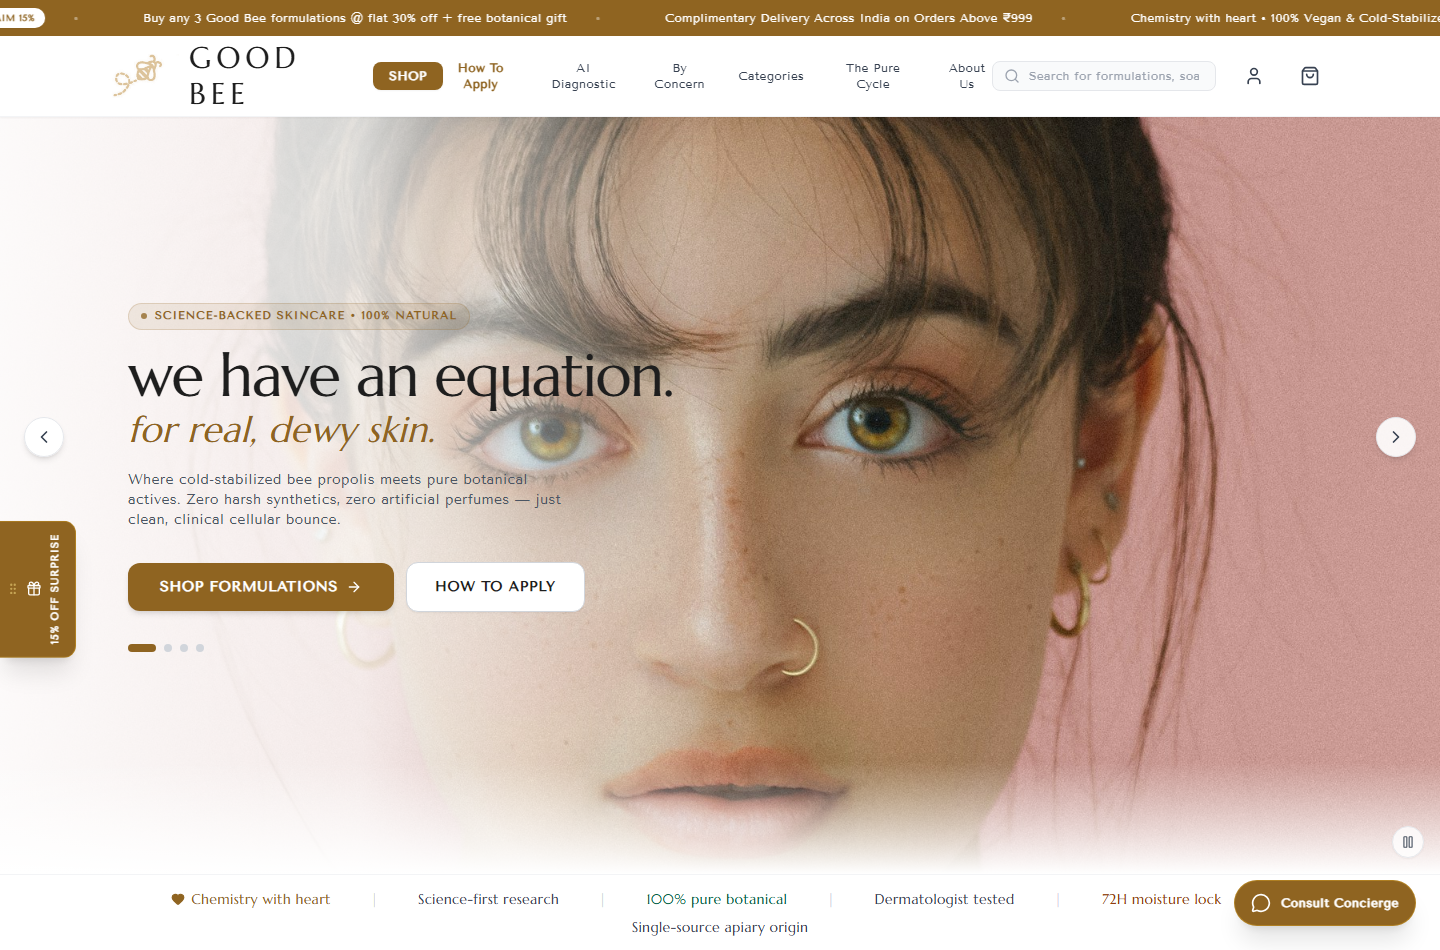 15%
Buy any 3 Good Bee formulations @ flat 30% off + free botanical gift
Complimentary Delivery Across India on Orders Above ₹999
Chemistry with heart • 100% Vegan &
GOOD
BEE
SHOP
How To
Apply
AI
Diagnostic
By
Concern
Categories
The Pure
Cycle
About
Us
Search for formulations,
SCIENCE-BACKED SKINCARE • 100% NATURAL
we have an equation.
for real, dewy skin.
Where cold-stabilized bee propolis meets pure botanical
actives. Zero harsh synthetics, zero artificial perfumes — just
clean, clinical cellular bounce.
SHOP FORMULATIONS →
HOW TO APPLY
15% OFF SURPRISE
Chemistry with heart
Science-first research
100% pure botanical
Dermatologist tested
72H moisture lock
Single-source apiary origin
Consult Concierge